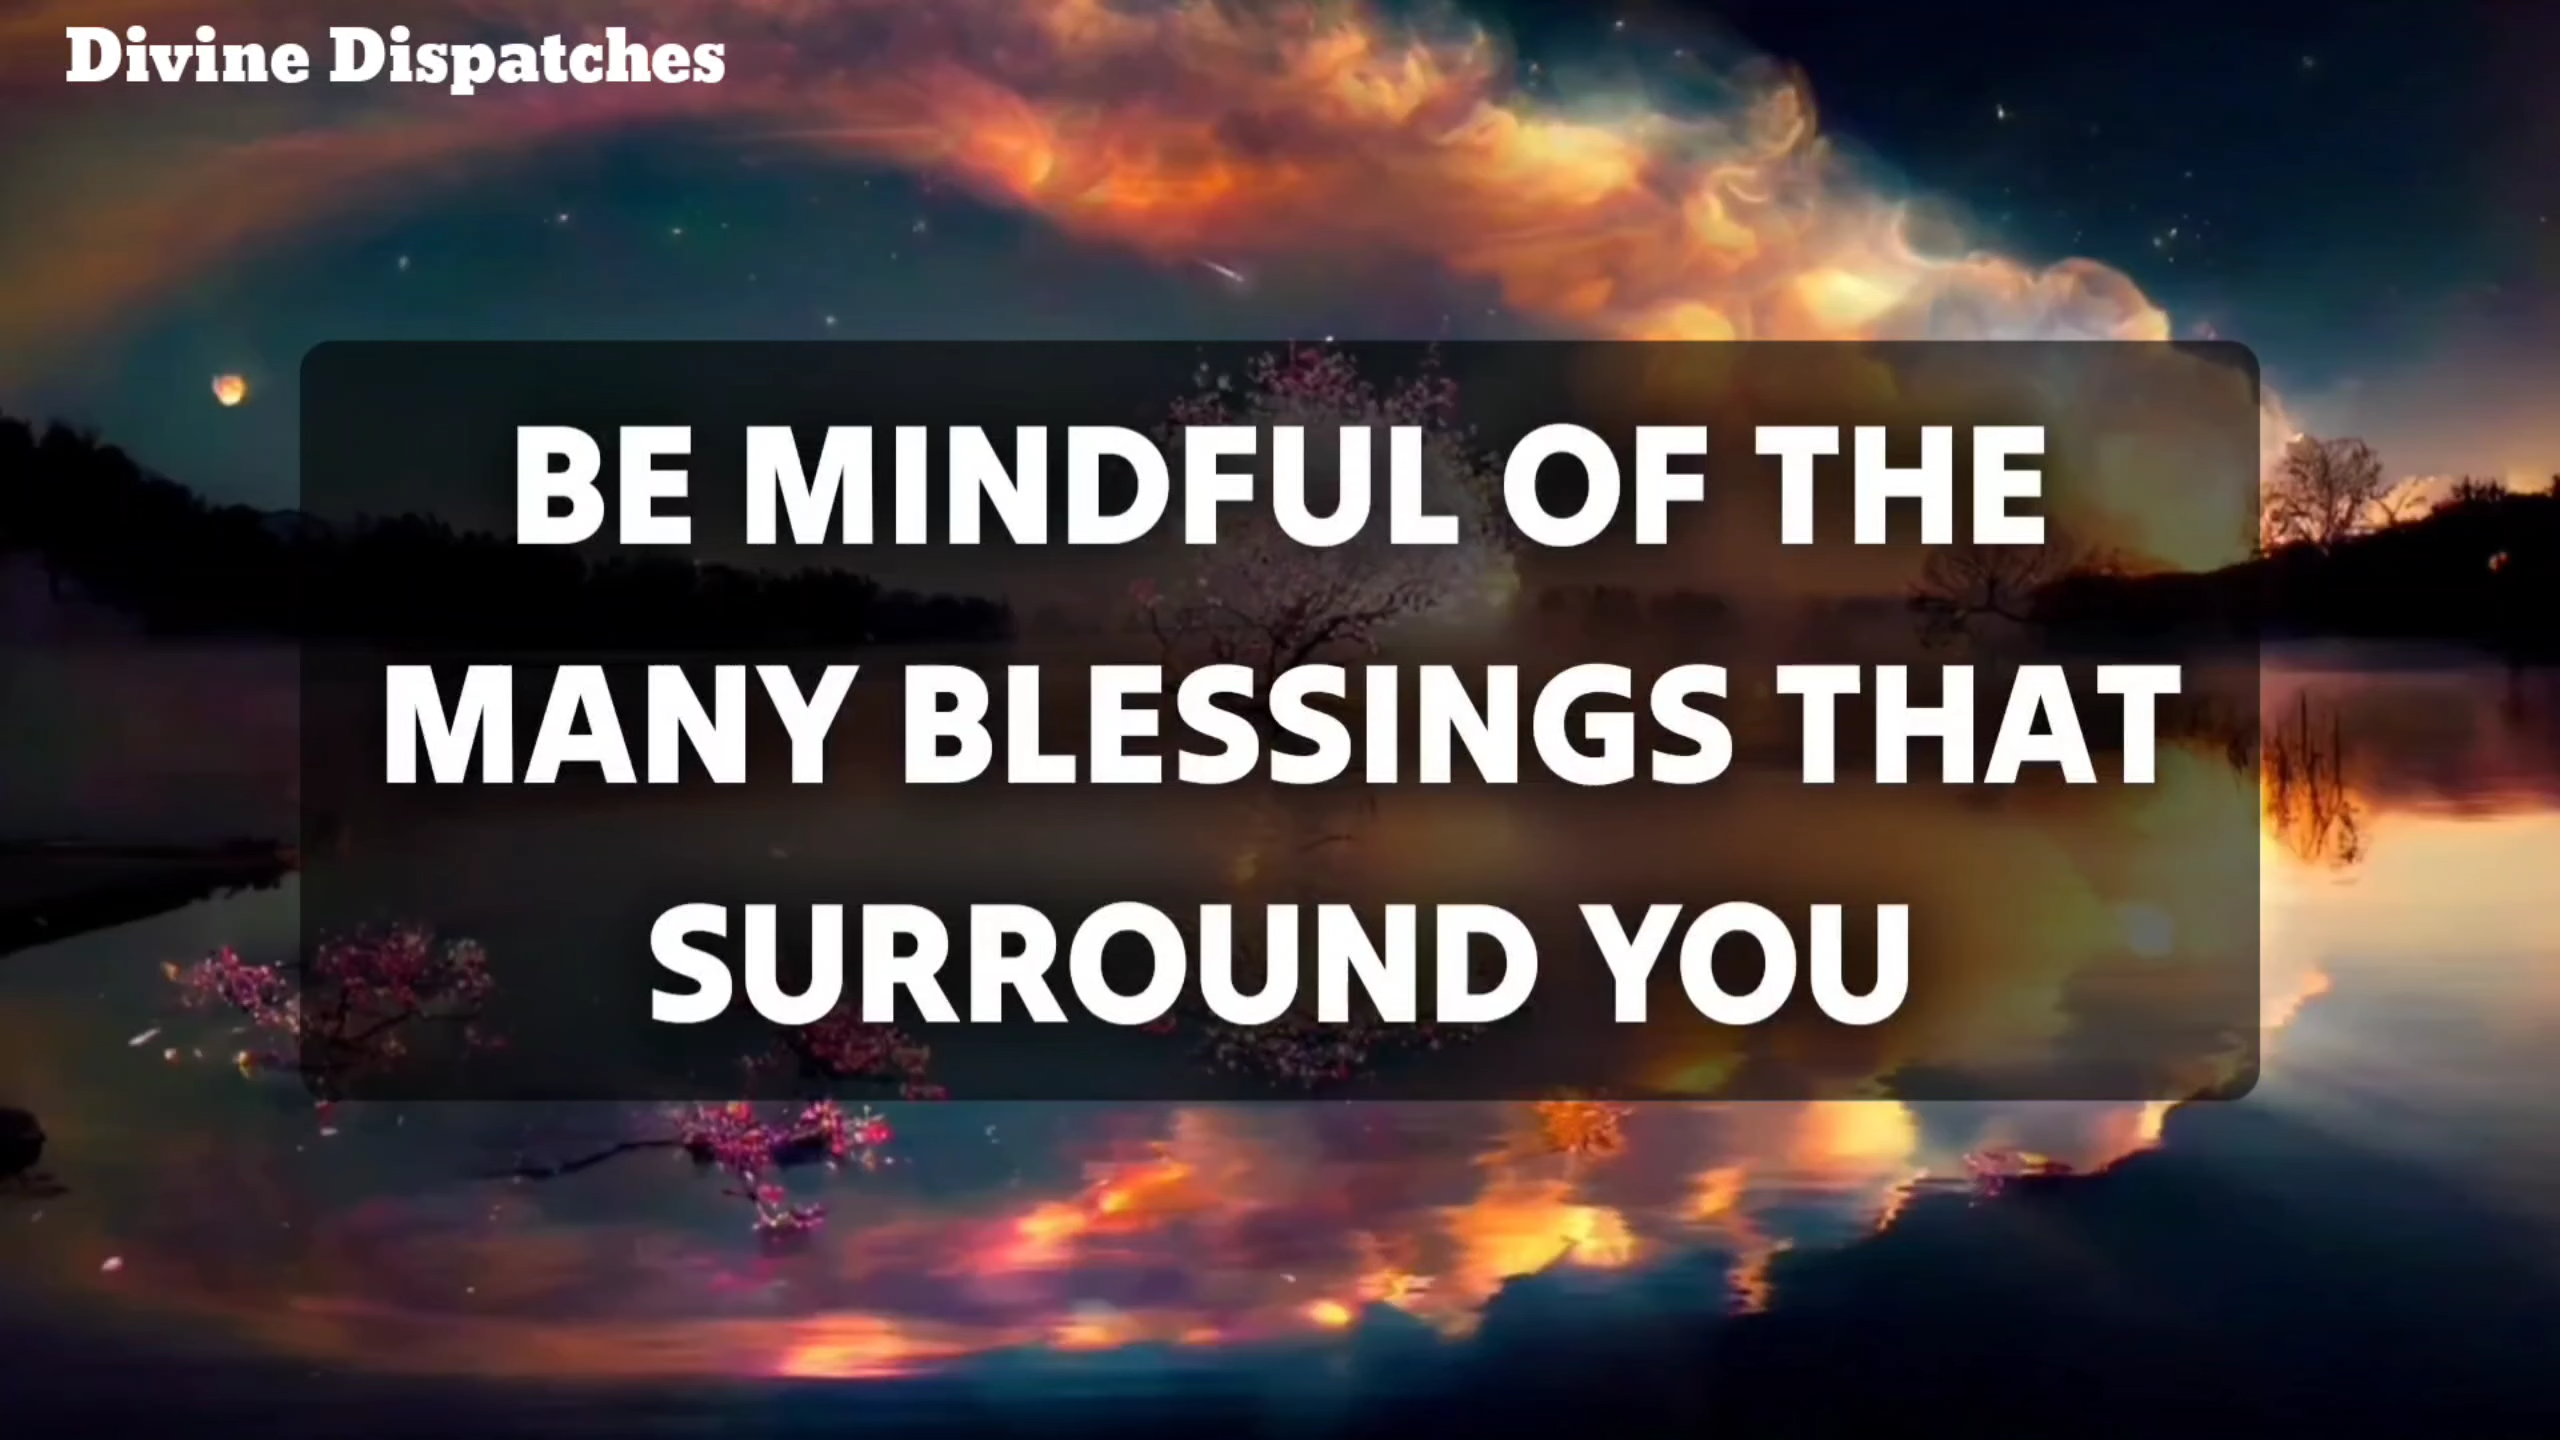 Divine Dispatches
BE MINDFUL OF THE
MANY BLESSINGS THAT
SURROUND YOU